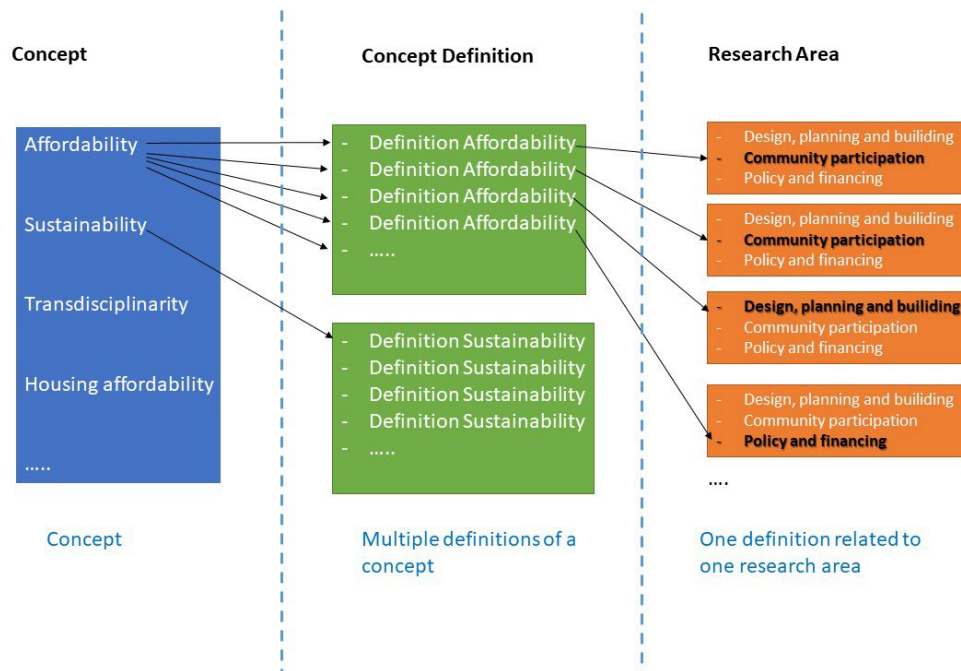 Concept
Affordability
Sustainability
Transdisciplinarity
Housing affordability
.....
Concept
Concept Definition
- Definition Affordability
- Definition Affordability
- Definition Affordability
- Definition Affordability
- .....
- Definition Sustainability
- Definition Sustainability
- Definition Sustainability
- Definition Sustainability
- .....
Multiple definitions of a
concept
Research Area
- Design, planning and builiding
- Community participation
- Policy and financing
- Design, planning and builiding
- Community participation
- Policy and financing
- Design, planning and builiding
- Community participation
- Policy and financing
- Design, planning and builiding
- Community participation
- Policy and financing
....
One definition related to
one research area